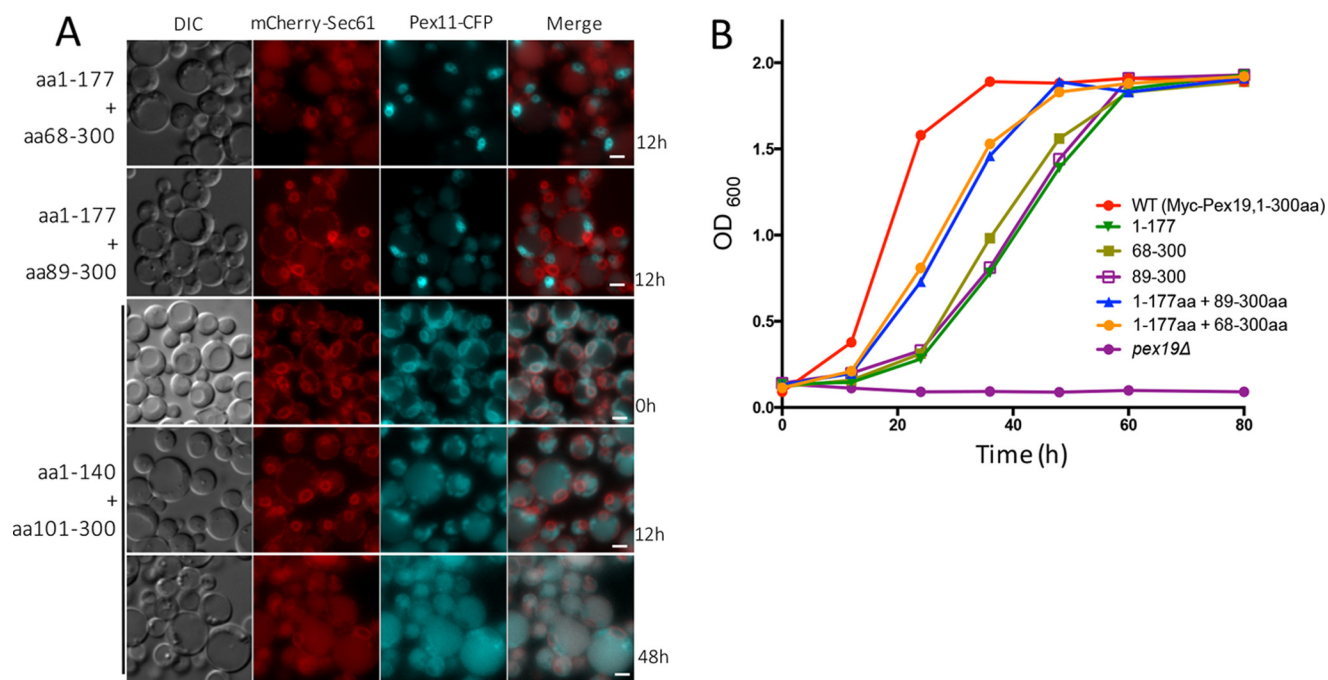 A
DIC mCherry-Sec61 Pex11-CFP Merge
aa1-177
+
aa68-300
12h
aa1-177
+
aa89-300
12h
0h
aa1-140
+
aa101-300
12h
48h
B
2.0
1.5
1.0
0.5
0.0
OD 600
0 20 40 60 80
Time (h)
WT (Myc-Pex19,1-300aa)
1-177
68-300
89-300
1-177aa + 89-300aa
1-177aa + 68-300aa
pex19Δ